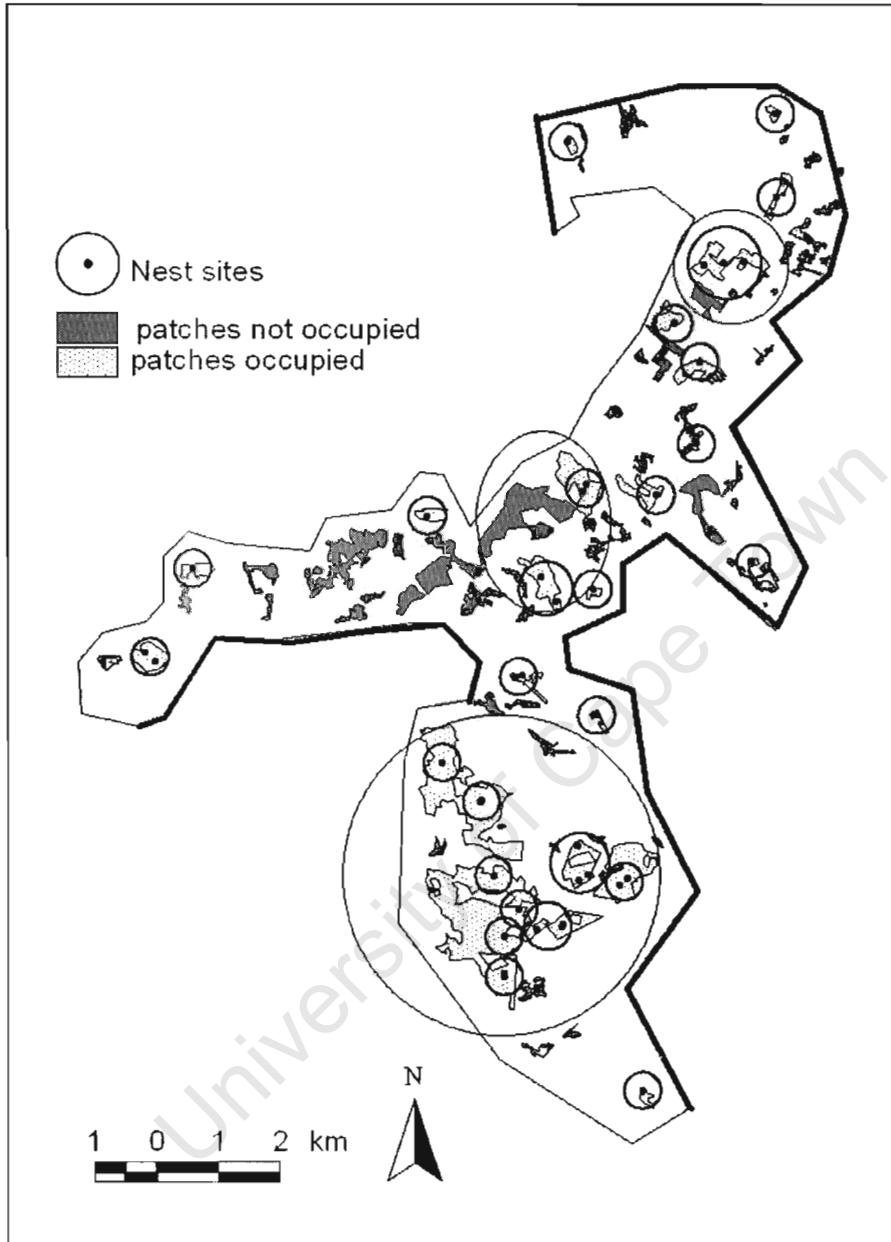 Nest sites
patches not occupied
patches occupied
University of Cape Town
N
1 0 1 2 km